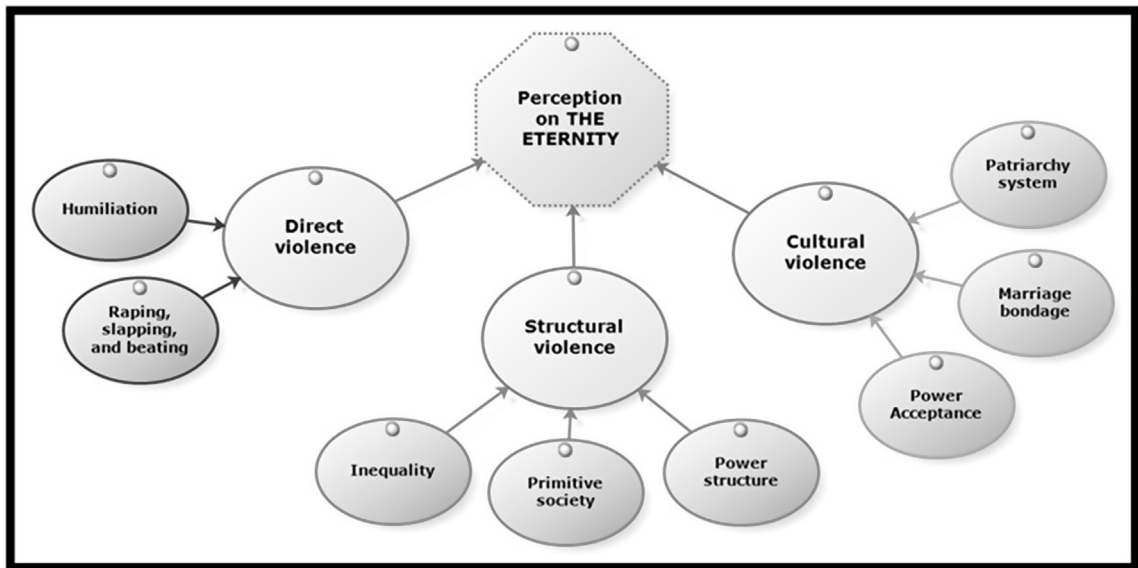 Perception
on THE
ETERNITY
Humiliation
Direct
violence
Raping,
slapping,
and beating
Structural
violence
Inequality
Primitive
society
Power
structure
Cultural
violence
Patriarchy
system
Marriage
bondage
Power
Acceptance